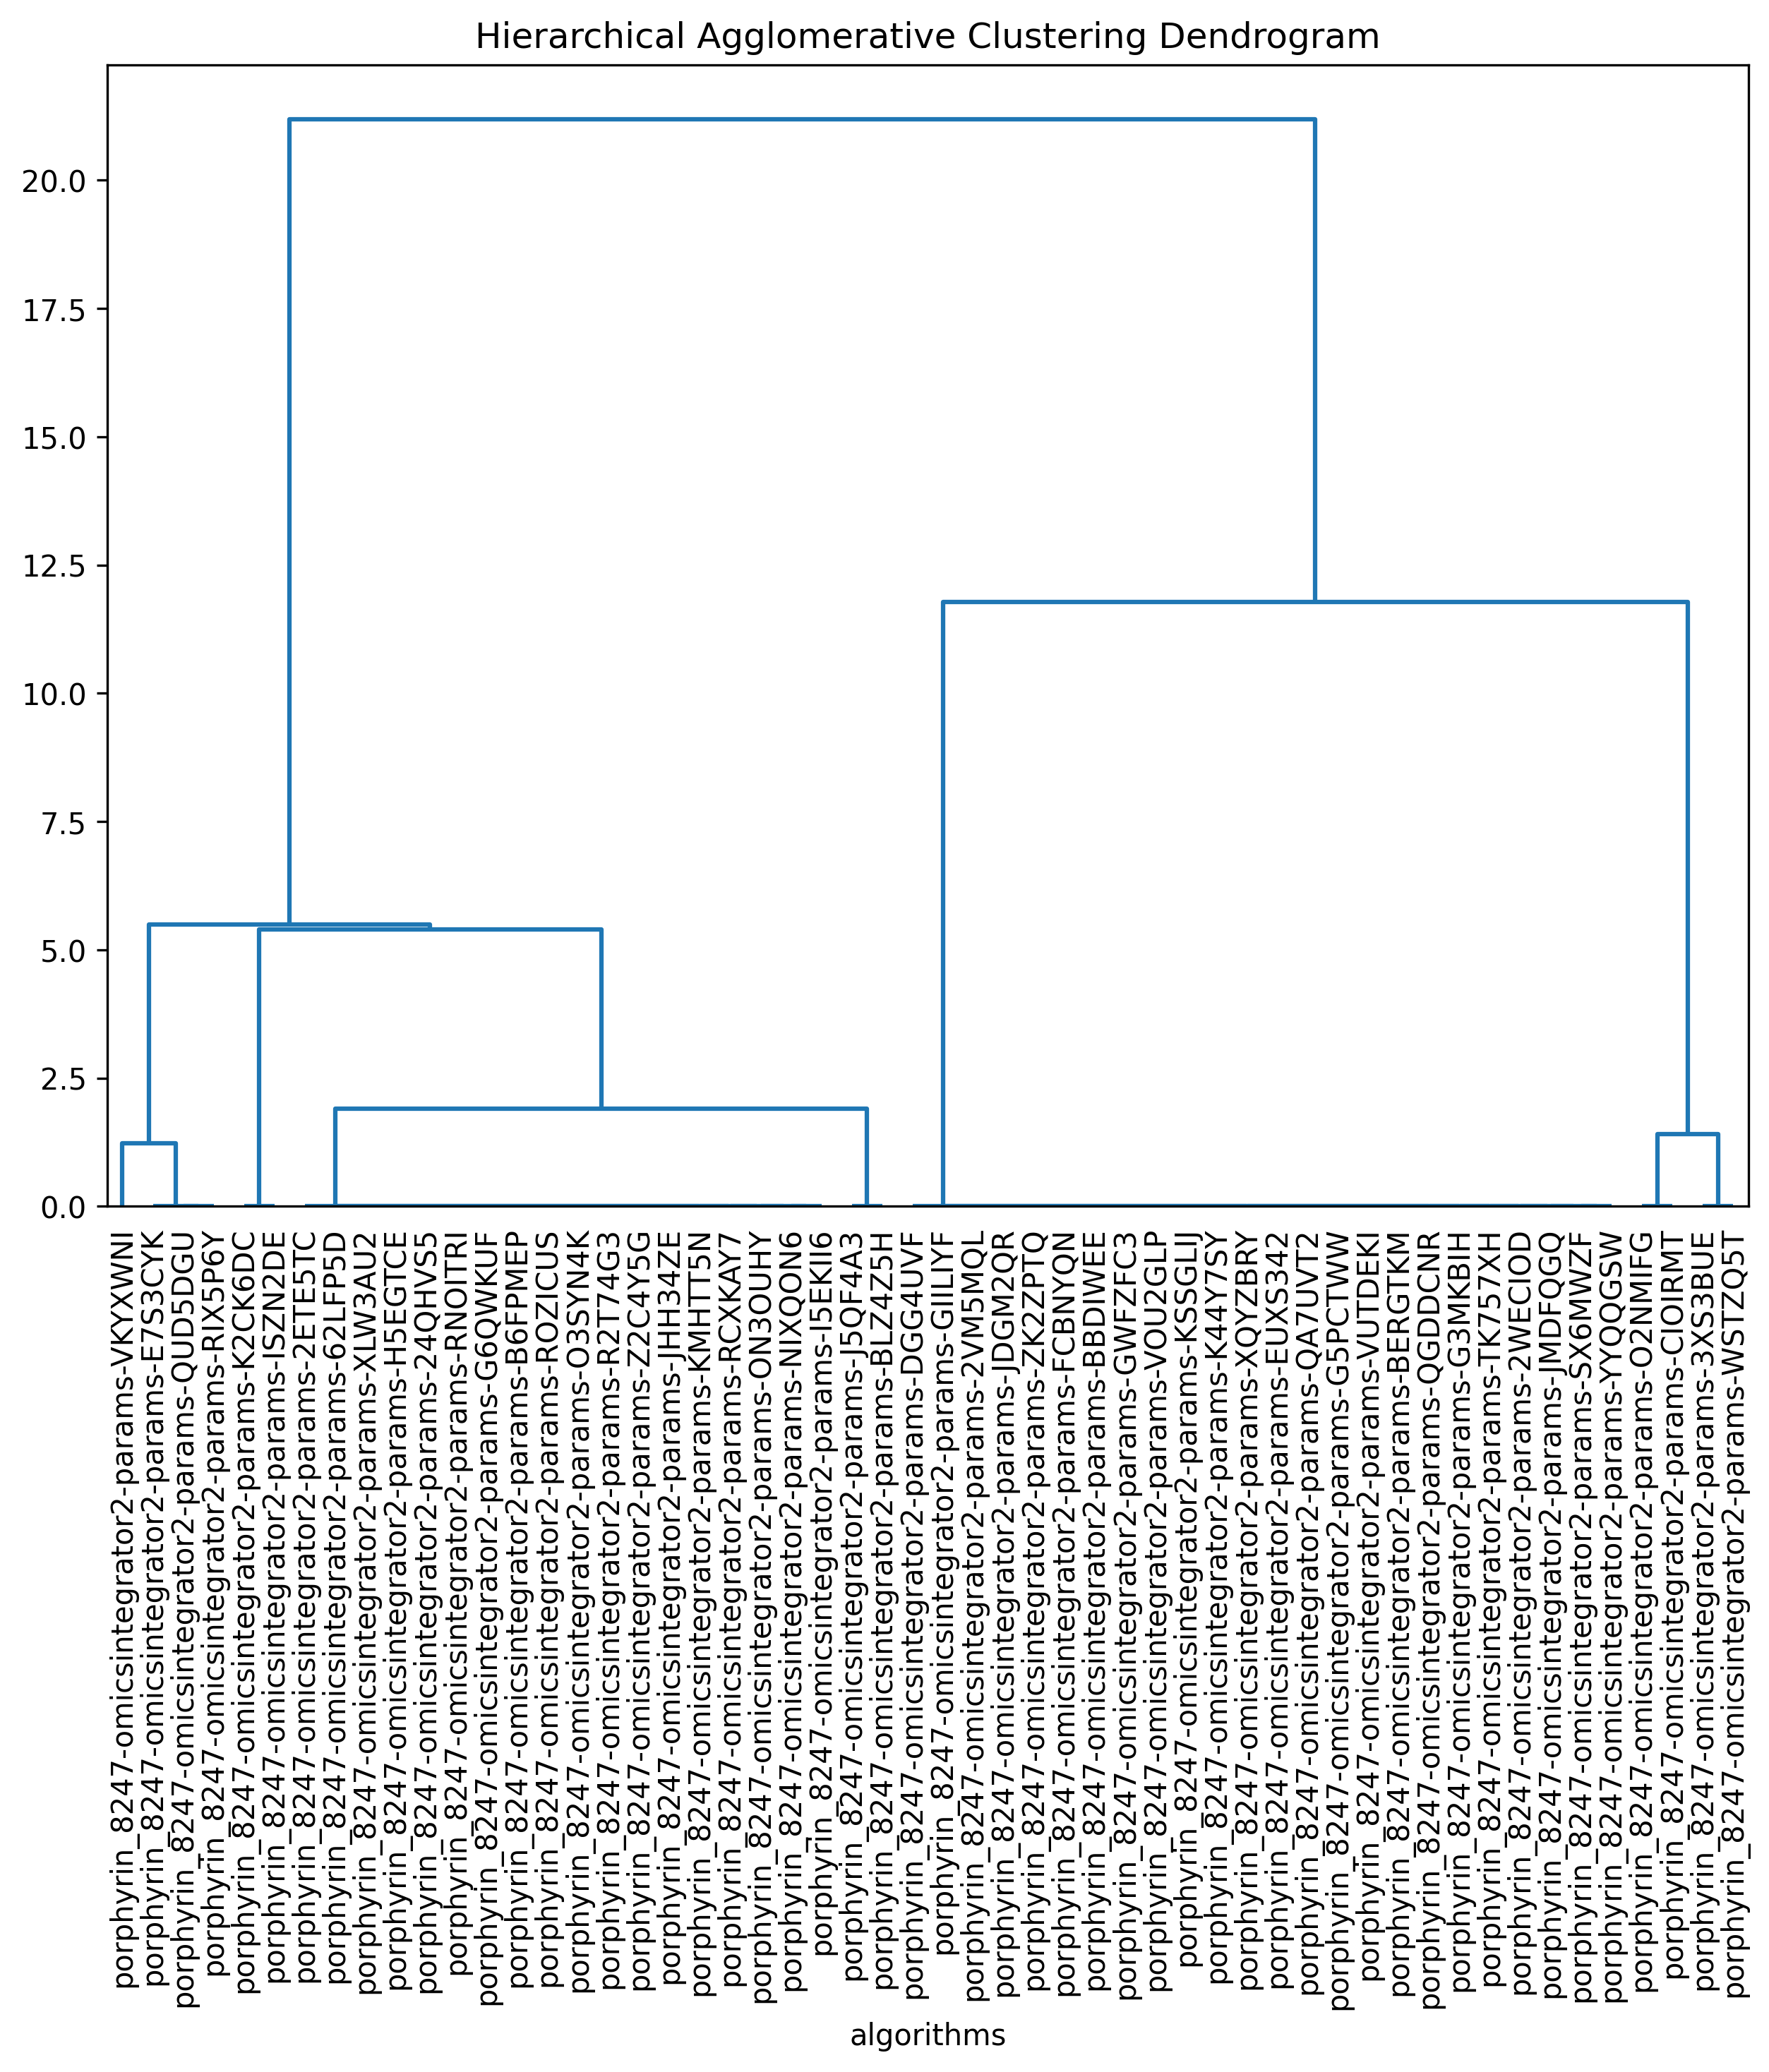 Hierarchical Agglomerative Clustering Dendrogram
20.0
17.5
15.0
12.5
10.0
7.5
5.0
2.5
0.0
porphyrin_8247-omicsintegrator2-params-VKYXWNI
porphyrin_8247-omicsintegrator2-params-E7S3CYK
porphyrin_8247-omicsintegrator2-params-QUD5DGU
porphyrin_8247-omicsintegrator2-params-RIX5P6Y
porphyrin_8247-omicsintegrator2-params-K2CK6DC
porphyrin_8247-omicsintegrator2-params-ISZN2DE
porphyrin_8247-omicsintegrator2-params-2ETE5TC
porphyrin_8247-omicsintegrator2-params-62LFP5D
porphyrin_8247-omicsintegrator2-params-XLW3AU2
porphyrin_8247-omicsintegrator2-params-H5EGTCE
porphyrin_8247-omicsintegrator2-params-24QHVS5
porphyrin_8247-omicsintegrator2-params-RNOITRI
porphyrin_8247-omicsintegrator2-params-G6QWKUF
porphyrin_8247-omicsintegrator2-params-B6FPMEP
porphyrin_8247-omicsintegrator2-params-ROZICUS
porphyrin_8247-omicsintegrator2-params-O3SYN4K
porphyrin_8247-omicsintegrator2-params-R2T74G3
porphyrin_8247-omicsintegrator2-params-Z2C4Y5G
porphyrin_8247-omicsintegrator2-params-JHH34ZE
porphyrin_8247-omicsintegrator2-params-KMHTT5N
porphyrin_8247-omicsintegrator2-params-RCXKAY7
porphyrin_8247-omicsintegrator2-params-ON3OUHY
porphyrin_8247-omicsintegrator2-params-NIXQON6
porphyrin_8247-omicsintegrator2-params-I5EKII6
porphyrin_8247-omicsintegrator2-params-J5QF4A3
porphyrin_8247-omicsintegrator2-params-BLZ4Z5H
porphyrin_8247-omicsintegrator2-params-DGG4UVF
porphyrin_8247-omicsintegrator2-params-GIILIYF
porphyrin_8247-omicsintegrator2-params-2VM5MQL
porphyrin_8247-omicsintegrator2-params-JDGM2QR
porphyrin_8247-omicsintegrator2-params-ZK2ZPTQ
porphyrin_8247-omicsintegrator2-params-FCBNYQN
porphyrin_8247-omicsintegrator2-params-BBDIWEE
porphyrin_8247-omicsintegrator2-params-GWFZFC3
porphyrin_8247-omicsintegrator2-params-VOU2GLP
porphyrin_8247-omicsintegrator2-params-KSSGLIJ
porphyrin_8247-omicsintegrator2-params-K44Y7SY
porphyrin_8247-omicsintegrator2-params-XQYZBRY
porphyrin_8247-omicsintegrator2-params-EUXS342
porphyrin_8247-omicsintegrator2-params-QA7UVT2
porphyrin_8247-omicsintegrator2-params-G5PCTWW
porphyrin_8247-omicsintegrator2-params-VUTDEKI
porphyrin_8247-omicsintegrator2-params-BERGTKM
porphyrin_8247-omicsintegrator2-params-QGDDCNR
porphyrin_8247-omicsintegrator2-params-G3MKBIH
porphyrin_8247-omicsintegrator2-params-TK757XH
porphyrin_8247-omicsintegrator2-params-2WECIOD
porphyrin_8247-omicsintegrator2-params-JMDFQGQ
porphyrin_8247-omicsintegrator2-params-SX6MWZF
porphyrin_8247-omicsintegrator2-params-YYQQGSW
porphyrin_8247-omicsintegrator2-params-O2NMIFG
porphyrin_8247-omicsintegrator2-params-CIOIRMT
porphyrin_8247-omicsintegrator2-params-3XS3BUE
porphyrin_8247-omicsintegrator2-params-WSTZQ5T
algorithms